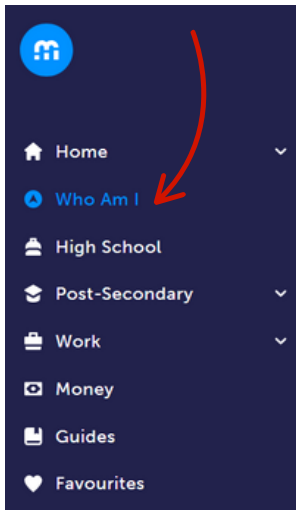 m
Home
Who Am I
High School
Post-Secondary
Work
Money
Guides
Favourites